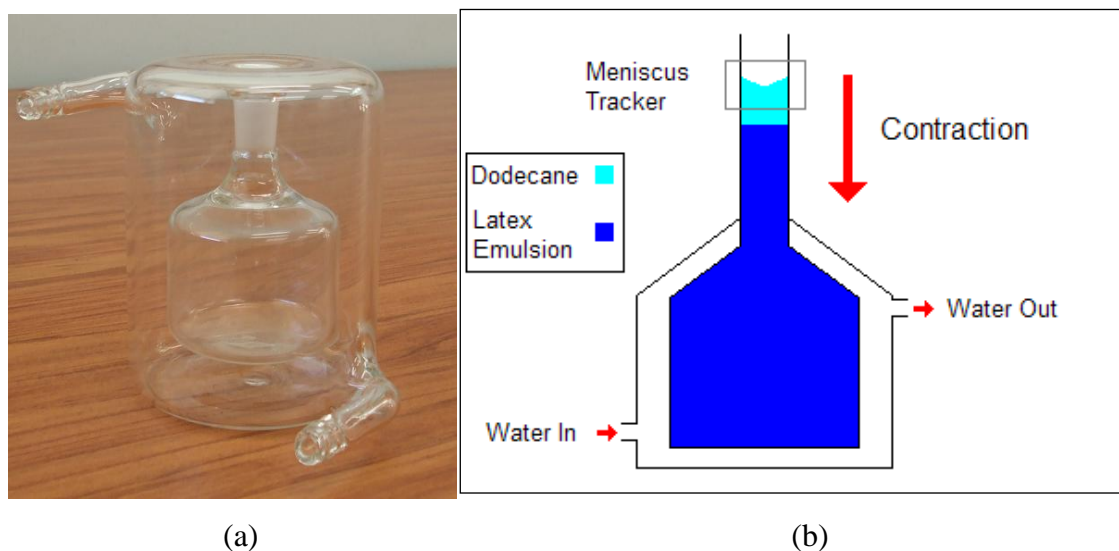 Meniscus
Tracker
Contraction
Dodecane
Latex
Emulsion
Water Out
Water In
(a)
(b)